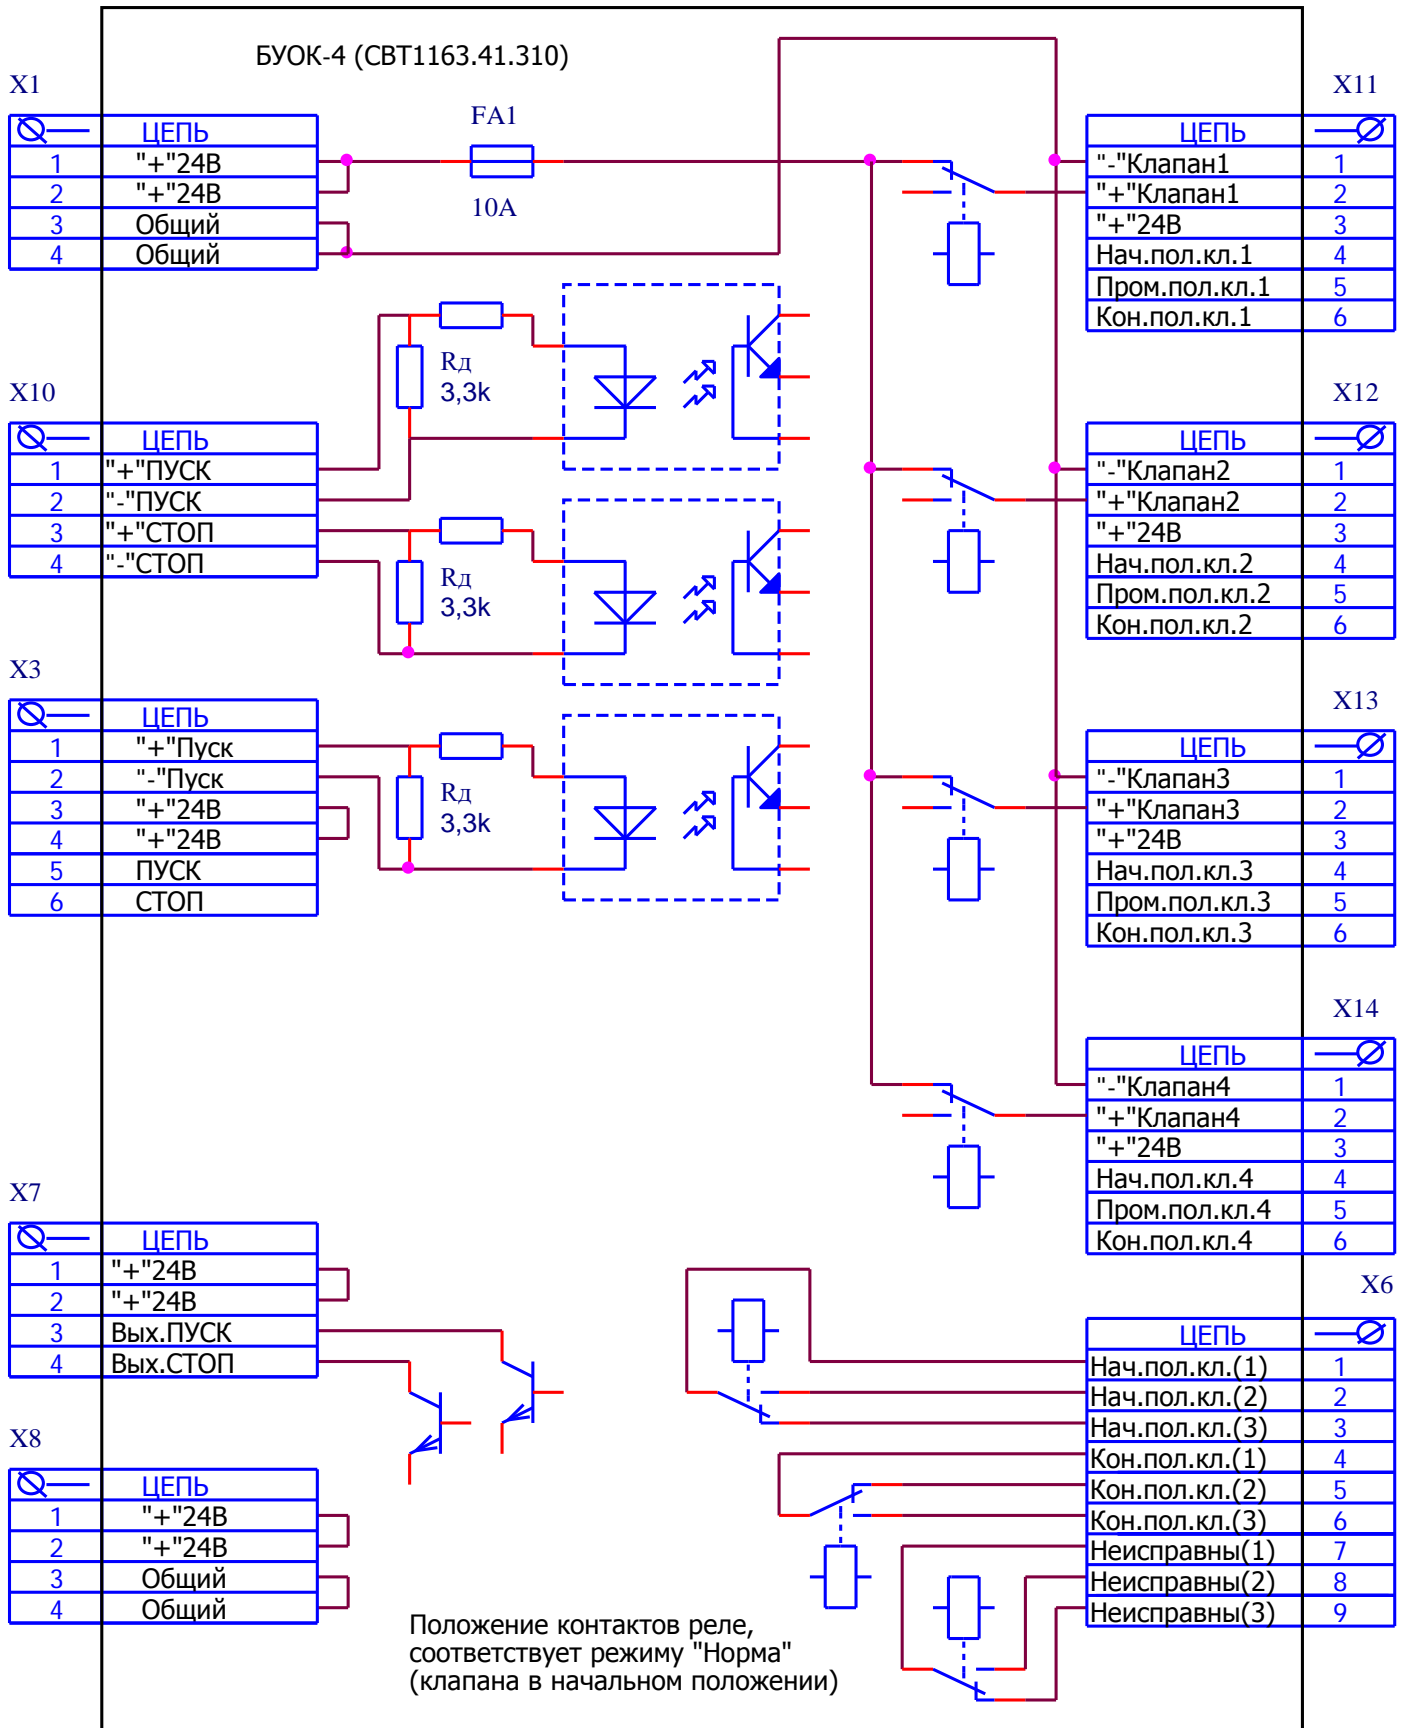 БУОК-4 (СВТ1163.41.310)
X1
ЦЕПЬ
1 "+"24В
2 "+"24В
3 Общий
4 Общий
FA1
10А
X11
ЦЕПЬ
"-"Клапан1 1
"+"Клапан1 2
"+"24В 3
Нач.пол.кл.1 4
Пром.пол.кл.1 5
Кон.пол.кл.1 6
Rд
3,3k
X10
ЦЕПЬ
1 "+"ПУСК
2 "-"ПУСК
3 "+"СТОП
4 "-"СТОП
Rд
3,3k
X12
ЦЕПЬ
"-"Клапан2 1
"+"Клапан2 2
"+"24В 3
Нач.пол.кл.2 4
Пром.пол.кл.2 5
Кон.пол.кл.2 6
X3
ЦЕПЬ
1 "+"Пуск
2 "-"Пуск
3 "+"24В
4 "+"24В
5 ПУСК
6 СТОП
Rд
3,3k
X13
ЦЕПЬ
"-"Клапан3 1
"+"Клапан3 2
"+"24В 3
Нач.пол.кл.3 4
Пром.пол.кл.3 5
Кон.пол.кл.3 6
X14
ЦЕПЬ
"-"Клапан4 1
"+"Клапан4 2
"+"24В 3
Нач.пол.кл.4 4
Пром.пол.кл.4 5
Кон.пол.кл.4 6
X7
ЦЕПЬ
1 "+"24В
2 "+"24В
3 Вых.ПУСК
4 Вых.СТОП
X6
ЦЕПЬ
Нач.пол.кл.(1) 1
Нач.пол.кл.(2) 2
Нач.пол.кл.(3) 3
Кон.пол.кл.(1) 4
Кон.пол.кл.(2) 5
Кон.пол.кл.(3) 6
Неисправны(1) 7
Неисправны(2) 8
Неисправны(3) 9
X8
ЦЕПЬ
1 "+"24В
2 "+"24В
3 Общий
4 Общий
Положение контактов реле,
соответствует режиму "Норма"
(клапана в начальном положении)